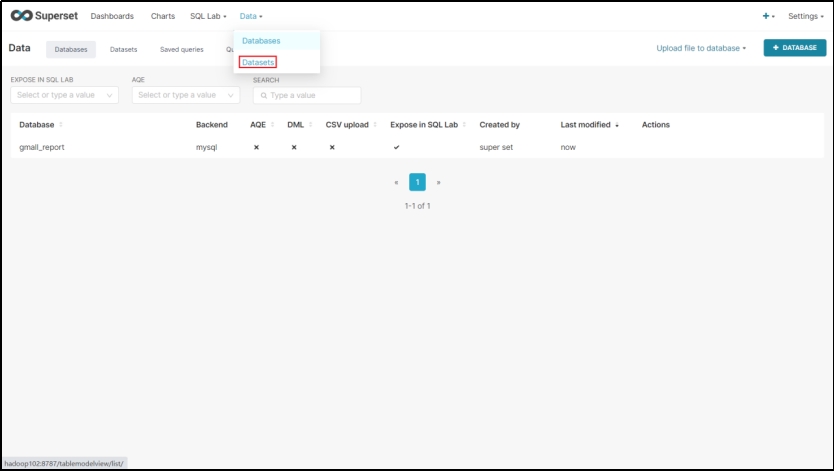 Superset Dashboards Charts SQL Lab Data Settings
Data Databases Datasets Saved queries Upload file to database + DATABASE
Databases
Datasets
EXPOSE IN SQL LAB AQE SEARCH
Select or type a value Select or type a value Type a value
Database Backend AQE DML CSV upload Expose in SQL Lab Created by Last modified Actions
gmall_report mysql × × × ✓ super set now
« 1 »
1-1 of 1
hadoop102:8787/tablemodelview/list/